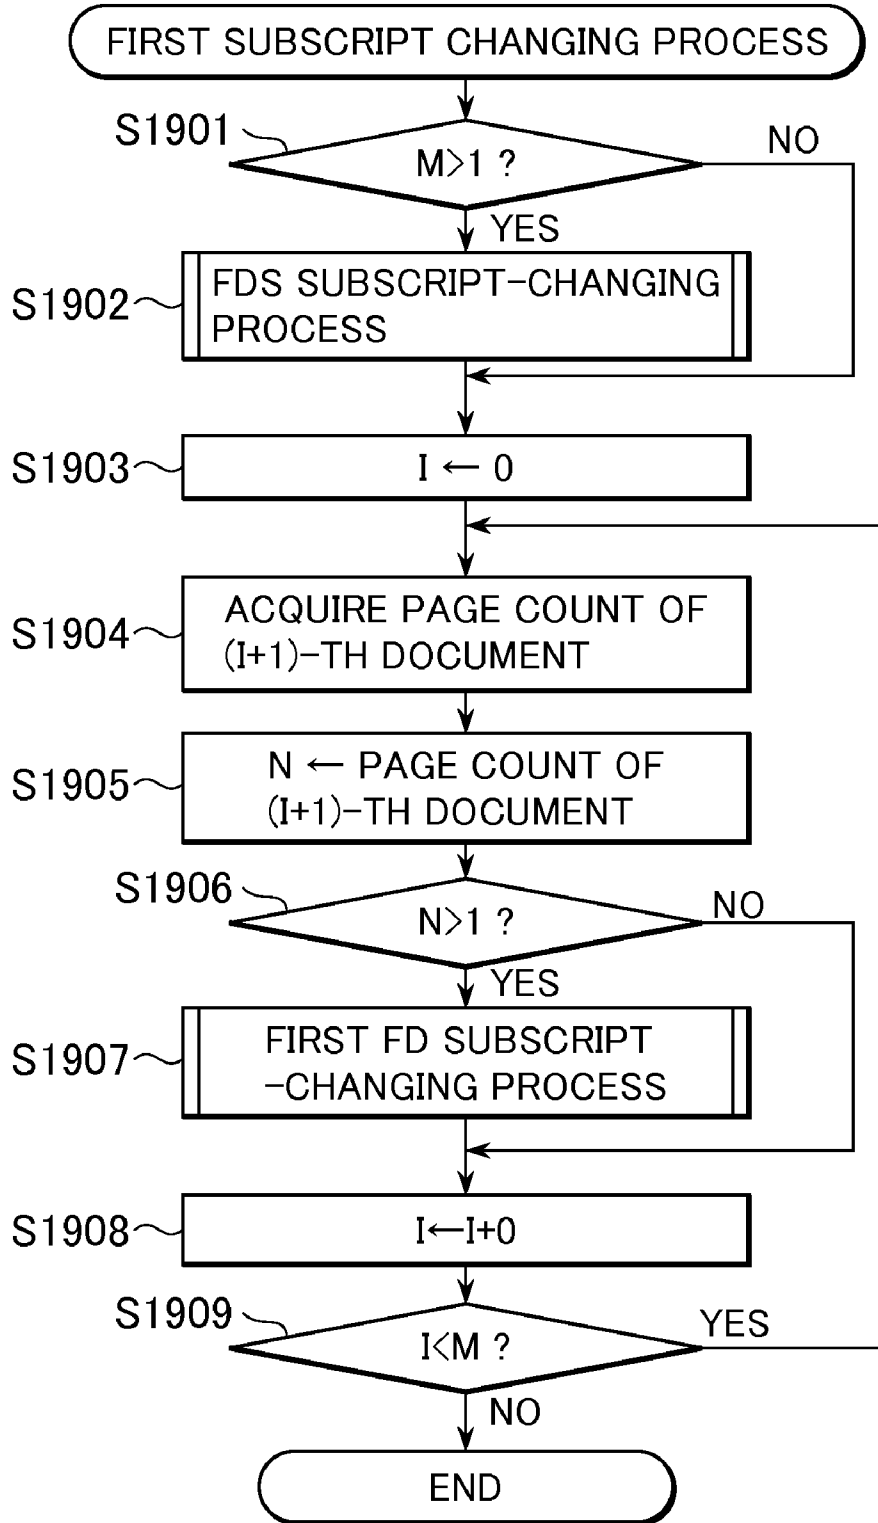 FIRST SUBSCRIPT CHANGING PROCESS
S1901
M>1 ?
NO
YES
S1902
FDS SUBSCRIPT-CHANGING
PROCESS
S1903
I ← 0
S1904
ACQUIRE PAGE COUNT OF
(I+1)-TH DOCUMENT
S1905
N ← PAGE COUNT OF
(I+1)-TH DOCUMENT
S1906
N>1 ?
NO
YES
S1907
FIRST FD SUBSCRIPT
-CHANGING PROCESS
S1908
I←I+0
S1909
I<M ?
YES
NO
END